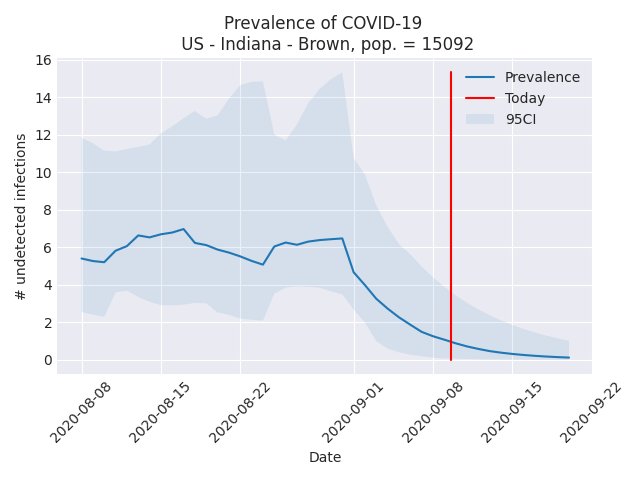 Prevalence of COVID-19
US - Indiana - Brown, pop. = 15092
16
14
12
10
8
6
4
2
0
# undetected infections
Prevalence
Today
95CI
2020-08-08
2020-08-15
2020-08-22
2020-09-01
2020-09-08
2020-09-15
2020-09-22
Date